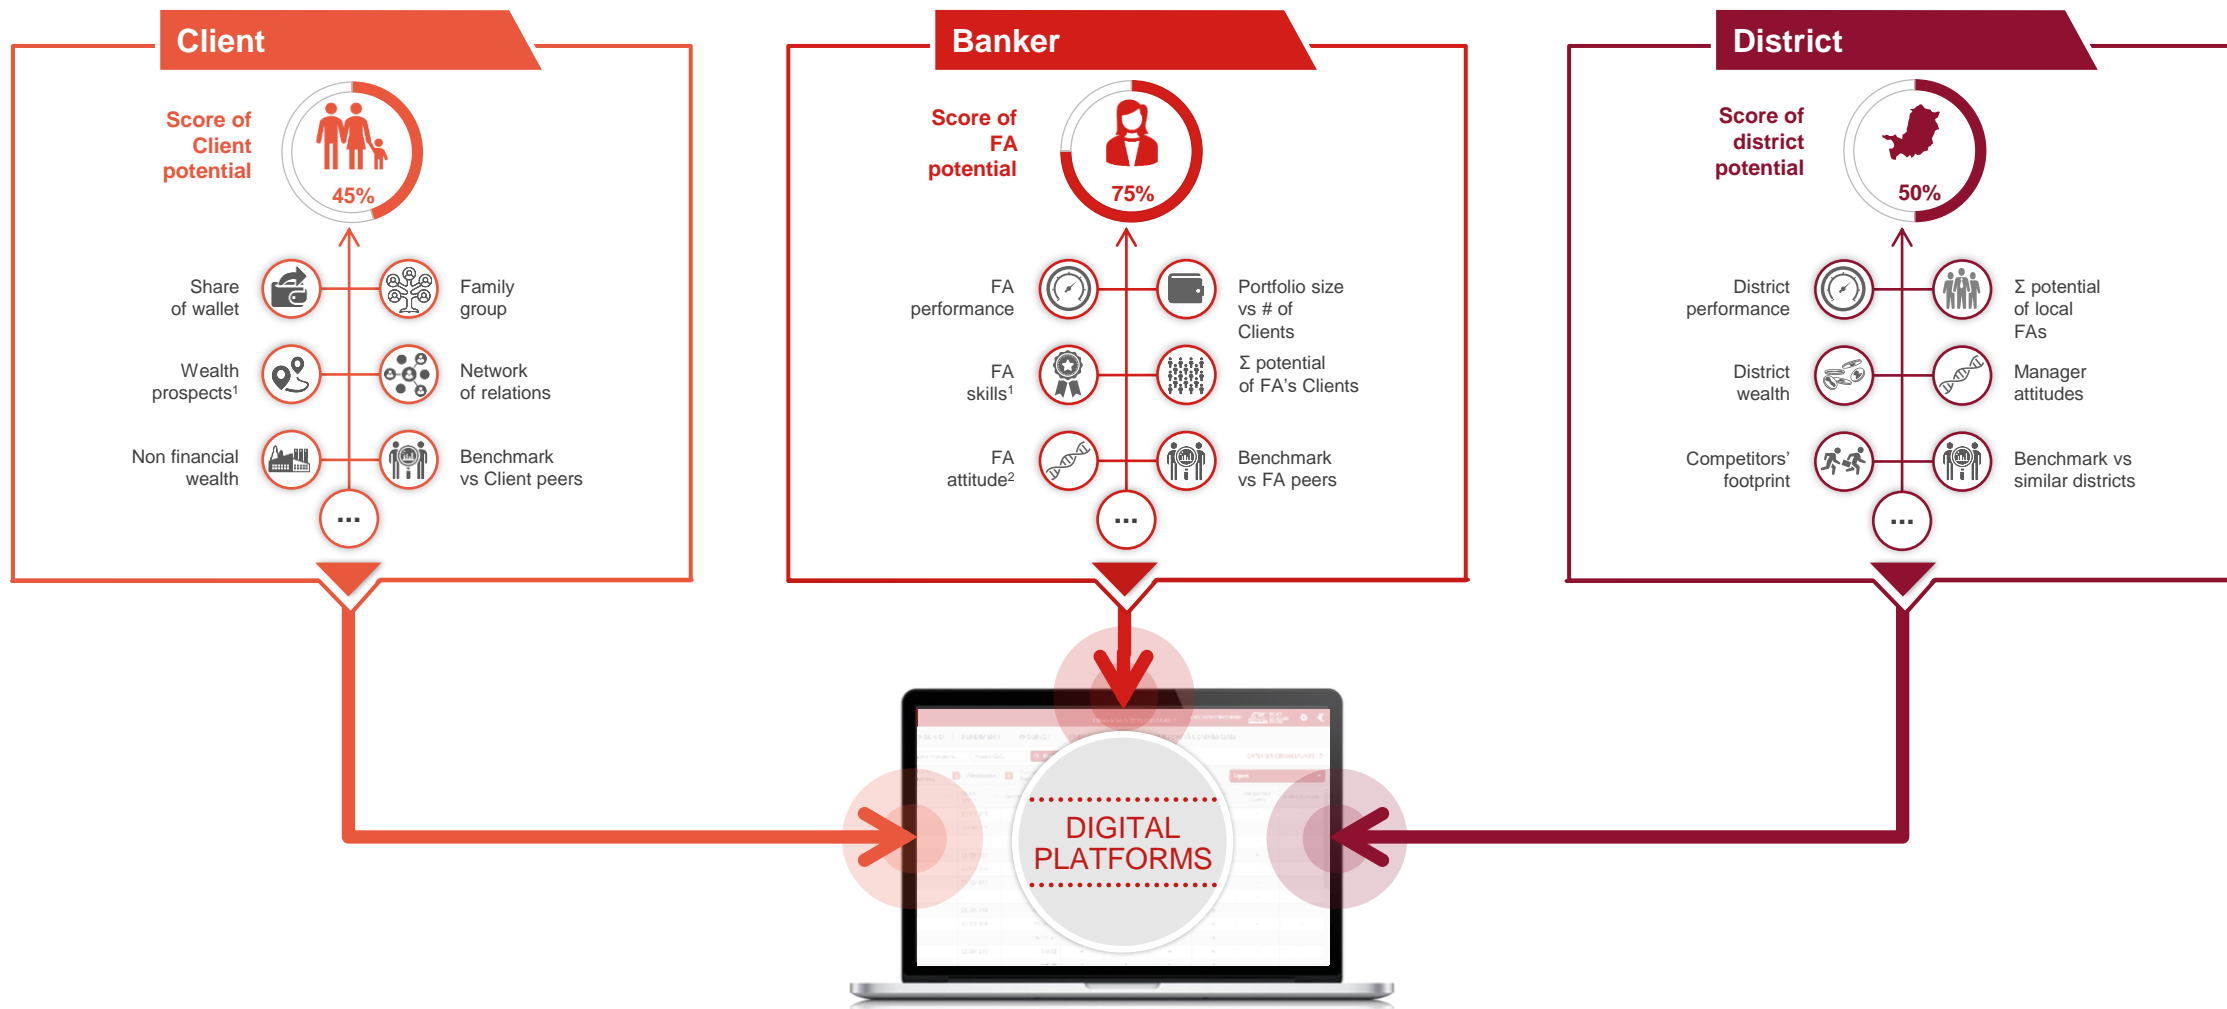 Client
Score of
Client
potential
45%
Share
of wallet
Family
group
Wealth
prospects¹
Network
of relations
Non financial
wealth
Benchmark
vs Client peers
...
Banker
Score of
FA
potential
75%
FA
performance
Portfolio size
vs # of
Clients
FA
skills¹
Σ potential
of FA's Clients
FA
attitude²
Benchmark
vs FA peers
...
District
Score of
district
potential
50%
District
performance
Σ potential
of local
FAs
District
wealth
Manager
attitudes
Competitors'
footprint
Benchmark vs
similar districts
...
DIGITAL
PLATFORMS